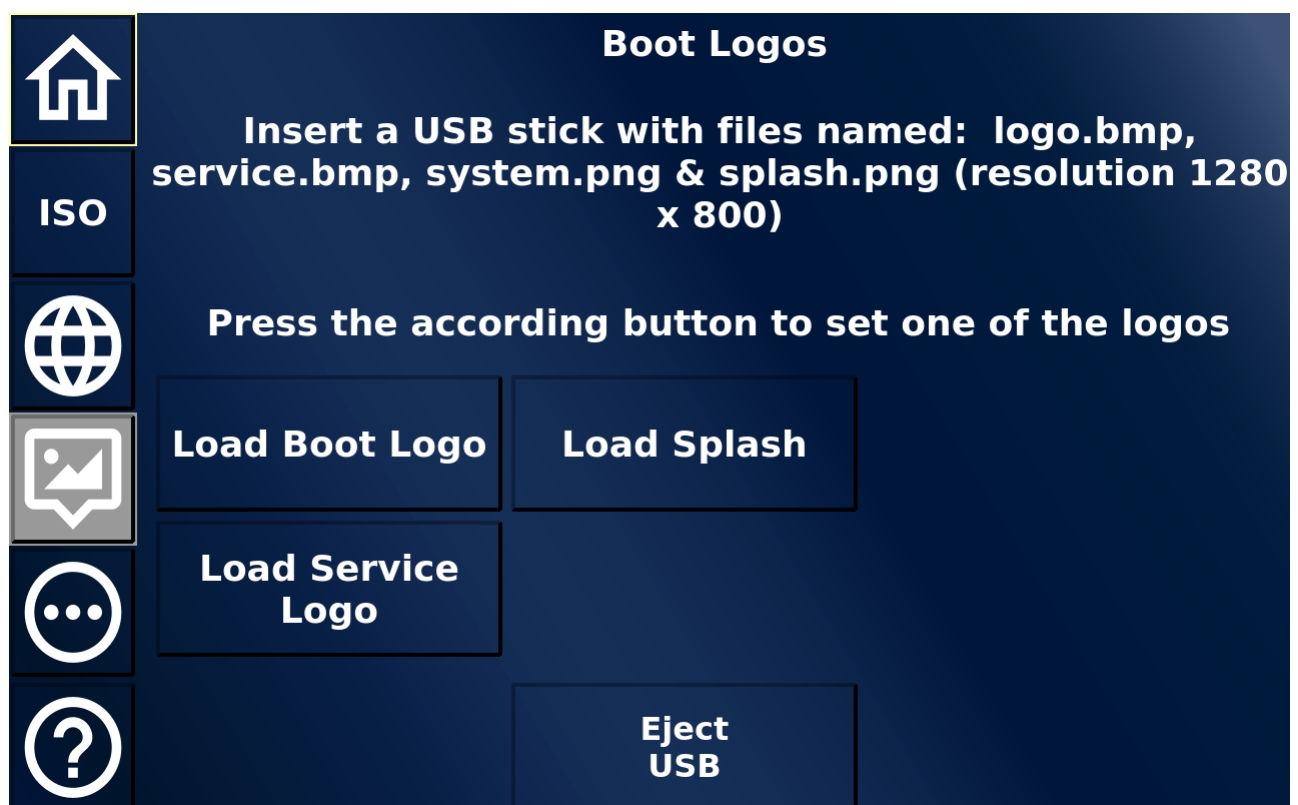 Boot Logos
Insert a USB stick with files named:  logo.bmp,
service.bmp, system.png & splash.png (resolution 1280
x 800)
ISO
Press the according button to set one of the logos
Load Boot Logo
Load Splash
Load Service
Logo
Eject
USB